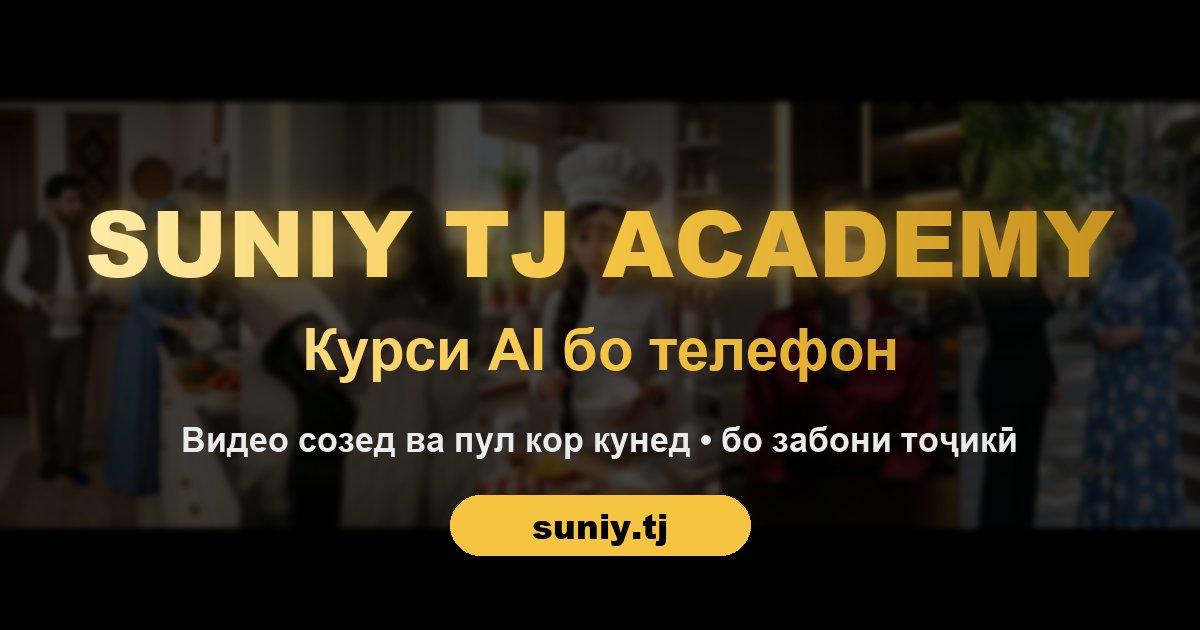 SUNIY TJ ACADEMY
Курси AI бо телефон
Видео созед ва пул кор кунед • бо забони тоҷикӣ
suniy.tj